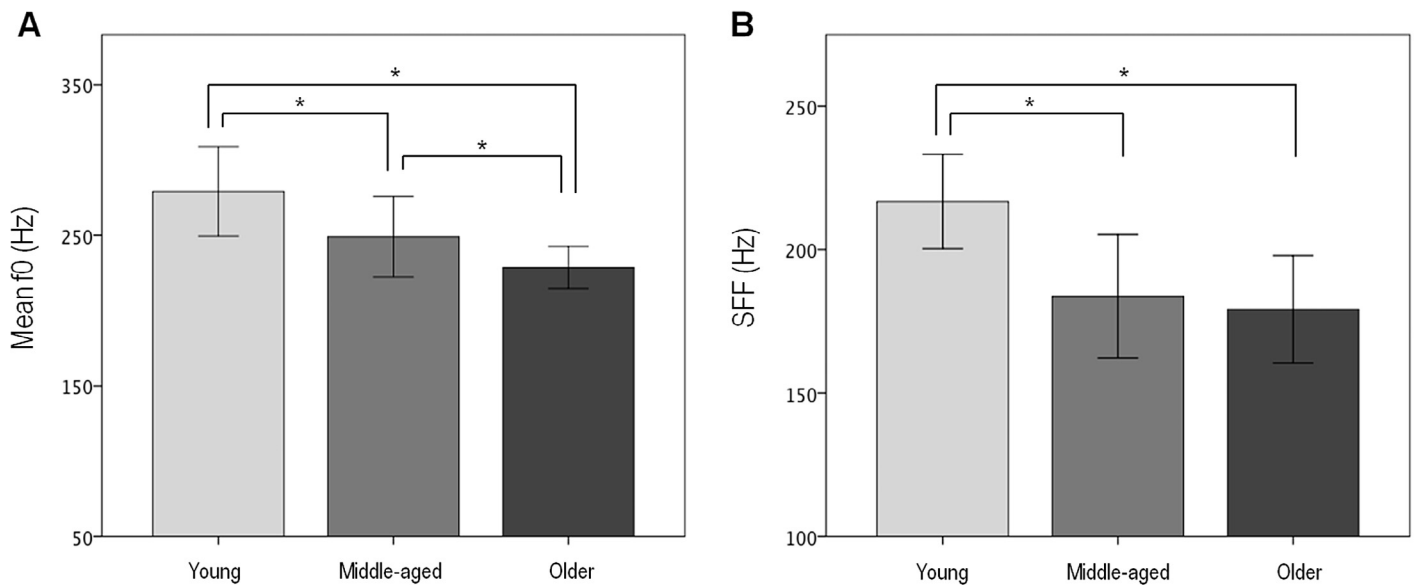 A
Mean f0 (Hz)
350
250
150
50
*
*
*
Young Middle-aged Older
B
SFF (Hz)
250
200
150
100
*
*
Young Middle-aged Older